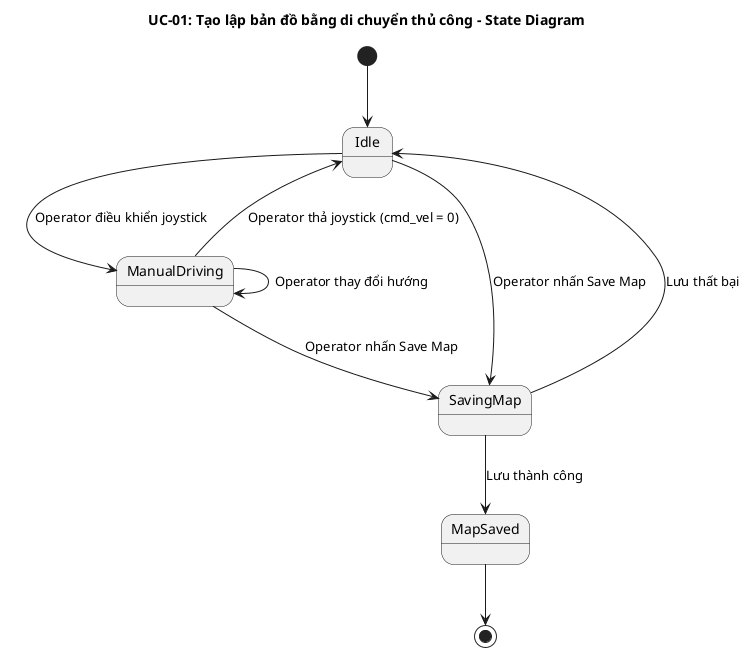 UC-01: Tạo lập bản đồ bằng di chuyển thủ công - State Diagram
Idle
Operator điều khiển joystick
Operator thả joystick (cmd_vel = 0)
ManualDriving
Operator thay đổi hướng
Operator nhấn Save Map
Lưu thất bại
Operator nhấn Save Map
SavingMap
Lưu thành công
MapSaved